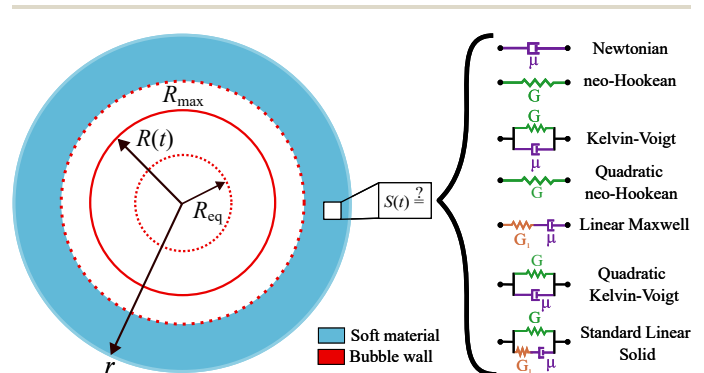 R_max
R(t)
R_eq
r
S(t) ≟
Soft material
Bubble wall
μ
Newtonian
G
neo-Hookean
G
μ
Kelvin-Voigt
G
Quadratic
neo-Hookean
G₁
μ
Linear Maxwell
G
μ
Quadratic
Kelvin-Voigt
G
G₁
μ
Standard Linear
Solid